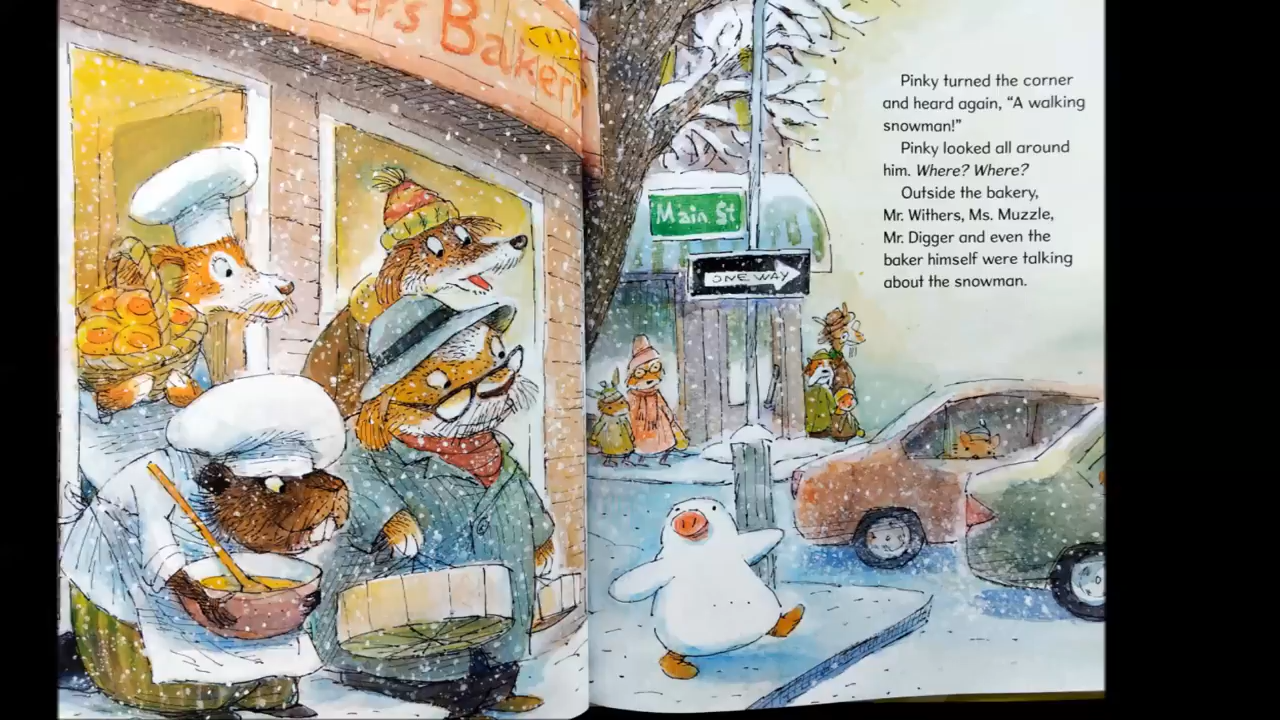 Bakery
Main St
ONE WAY
Pinky turned the corner
and heard again, “A walking
snowman!”
Pinky looked all around
him. Where? Where?
Outside the bakery,
Mr. Withers, Ms. Muzzle,
Mr. Digger and even the
baker himself were talking
about the snowman.